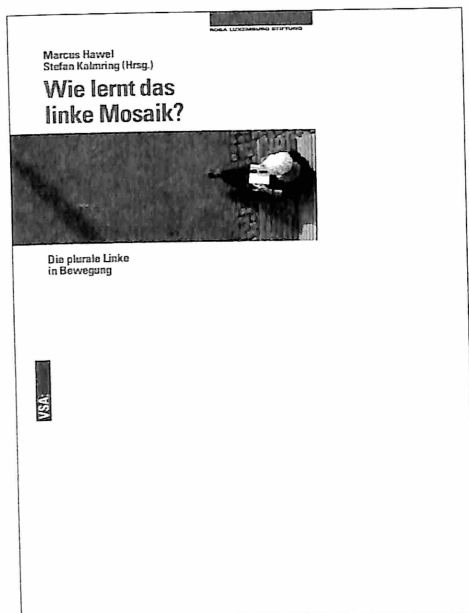 ROSA LUXEMBURG STIFTUNG
Marcus Hawel
Stefan Kalmring (Hrsg.)
Wie lernt das
linke Mosaik?
Die plurale Linke
in Bewegung
VSA: